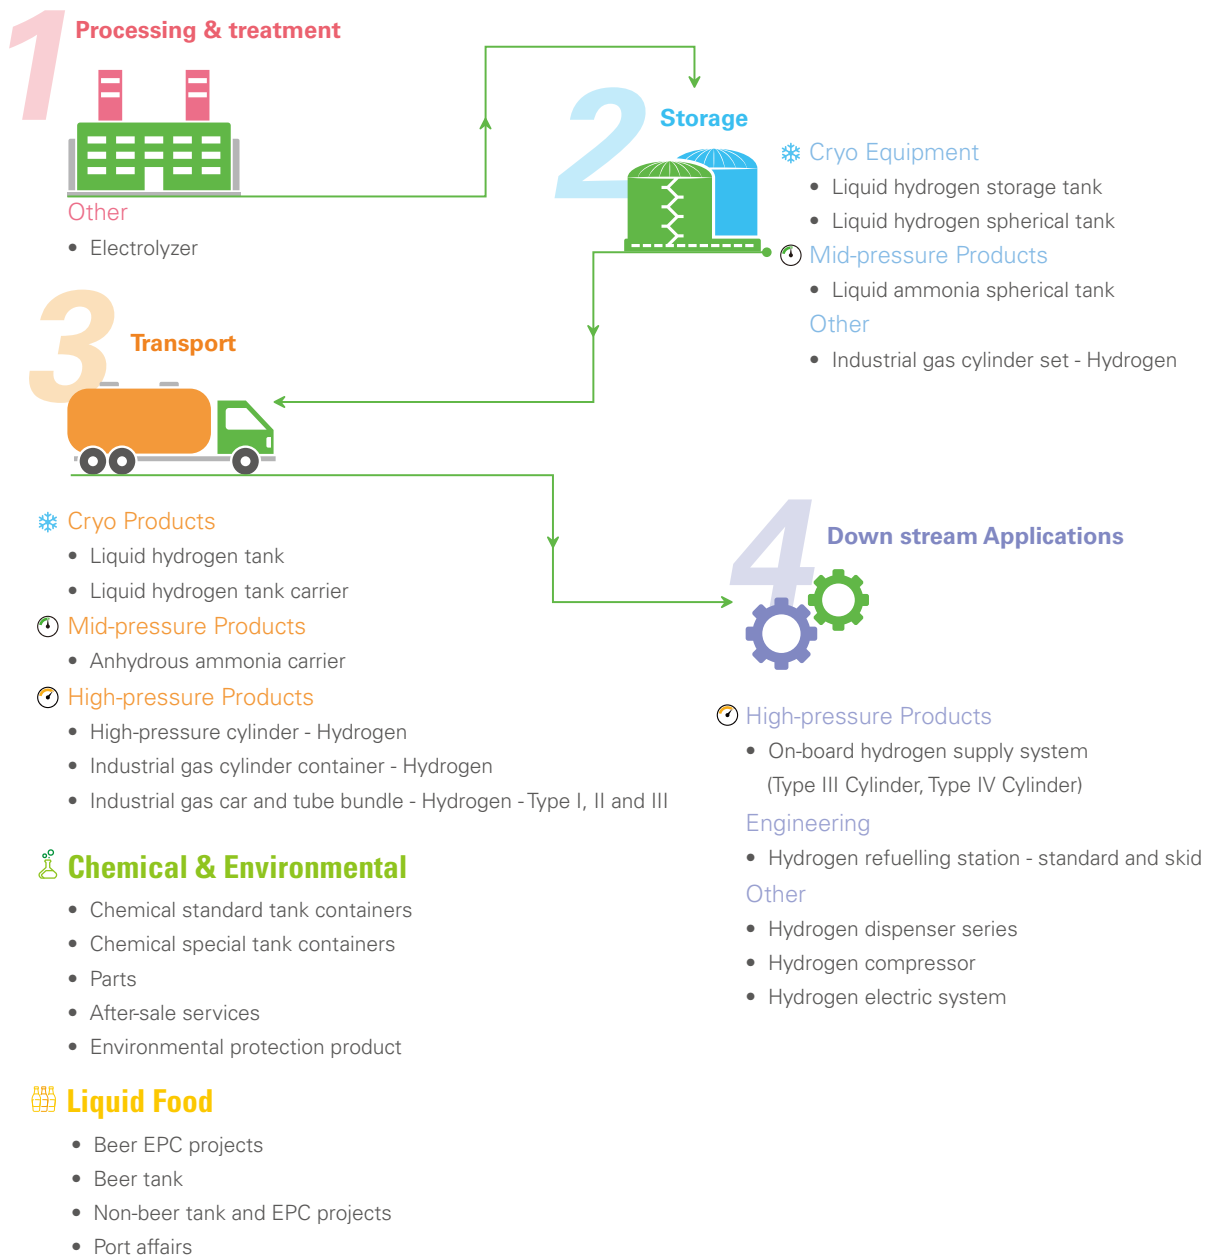 1
Processing & treatment
Other
• Electrolyzer
2
Storage
Cryo Equipment
• Liquid hydrogen storage tank
• Liquid hydrogen spherical tank
Mid-pressure Products
• Liquid ammonia spherical tank
Other
• Industrial gas cylinder set - Hydrogen
3
Transport
Cryo Products
• Liquid hydrogen tank
• Liquid hydrogen tank carrier
Mid-pressure Products
• Anhydrous ammonia carrier
High-pressure Products
• High-pressure cylinder - Hydrogen
• Industrial gas cylinder container - Hydrogen
• Industrial gas car and tube bundle - Hydrogen - Type I, II and III
4
Down stream Applications
High-pressure Products
• On-board hydrogen supply system
(Type III Cylinder, Type IV Cylinder)
Engineering
• Hydrogen refuelling station - standard and skid
Other
• Hydrogen dispenser series
• Hydrogen compressor
• Hydrogen electric system
Chemical & Environmental
• Chemical standard tank containers
• Chemical special tank containers
• Parts
• After-sale services
• Environmental protection product
Liquid Food
• Beer EPC projects
• Beer tank
• Non-beer tank and EPC projects
• Port affairs